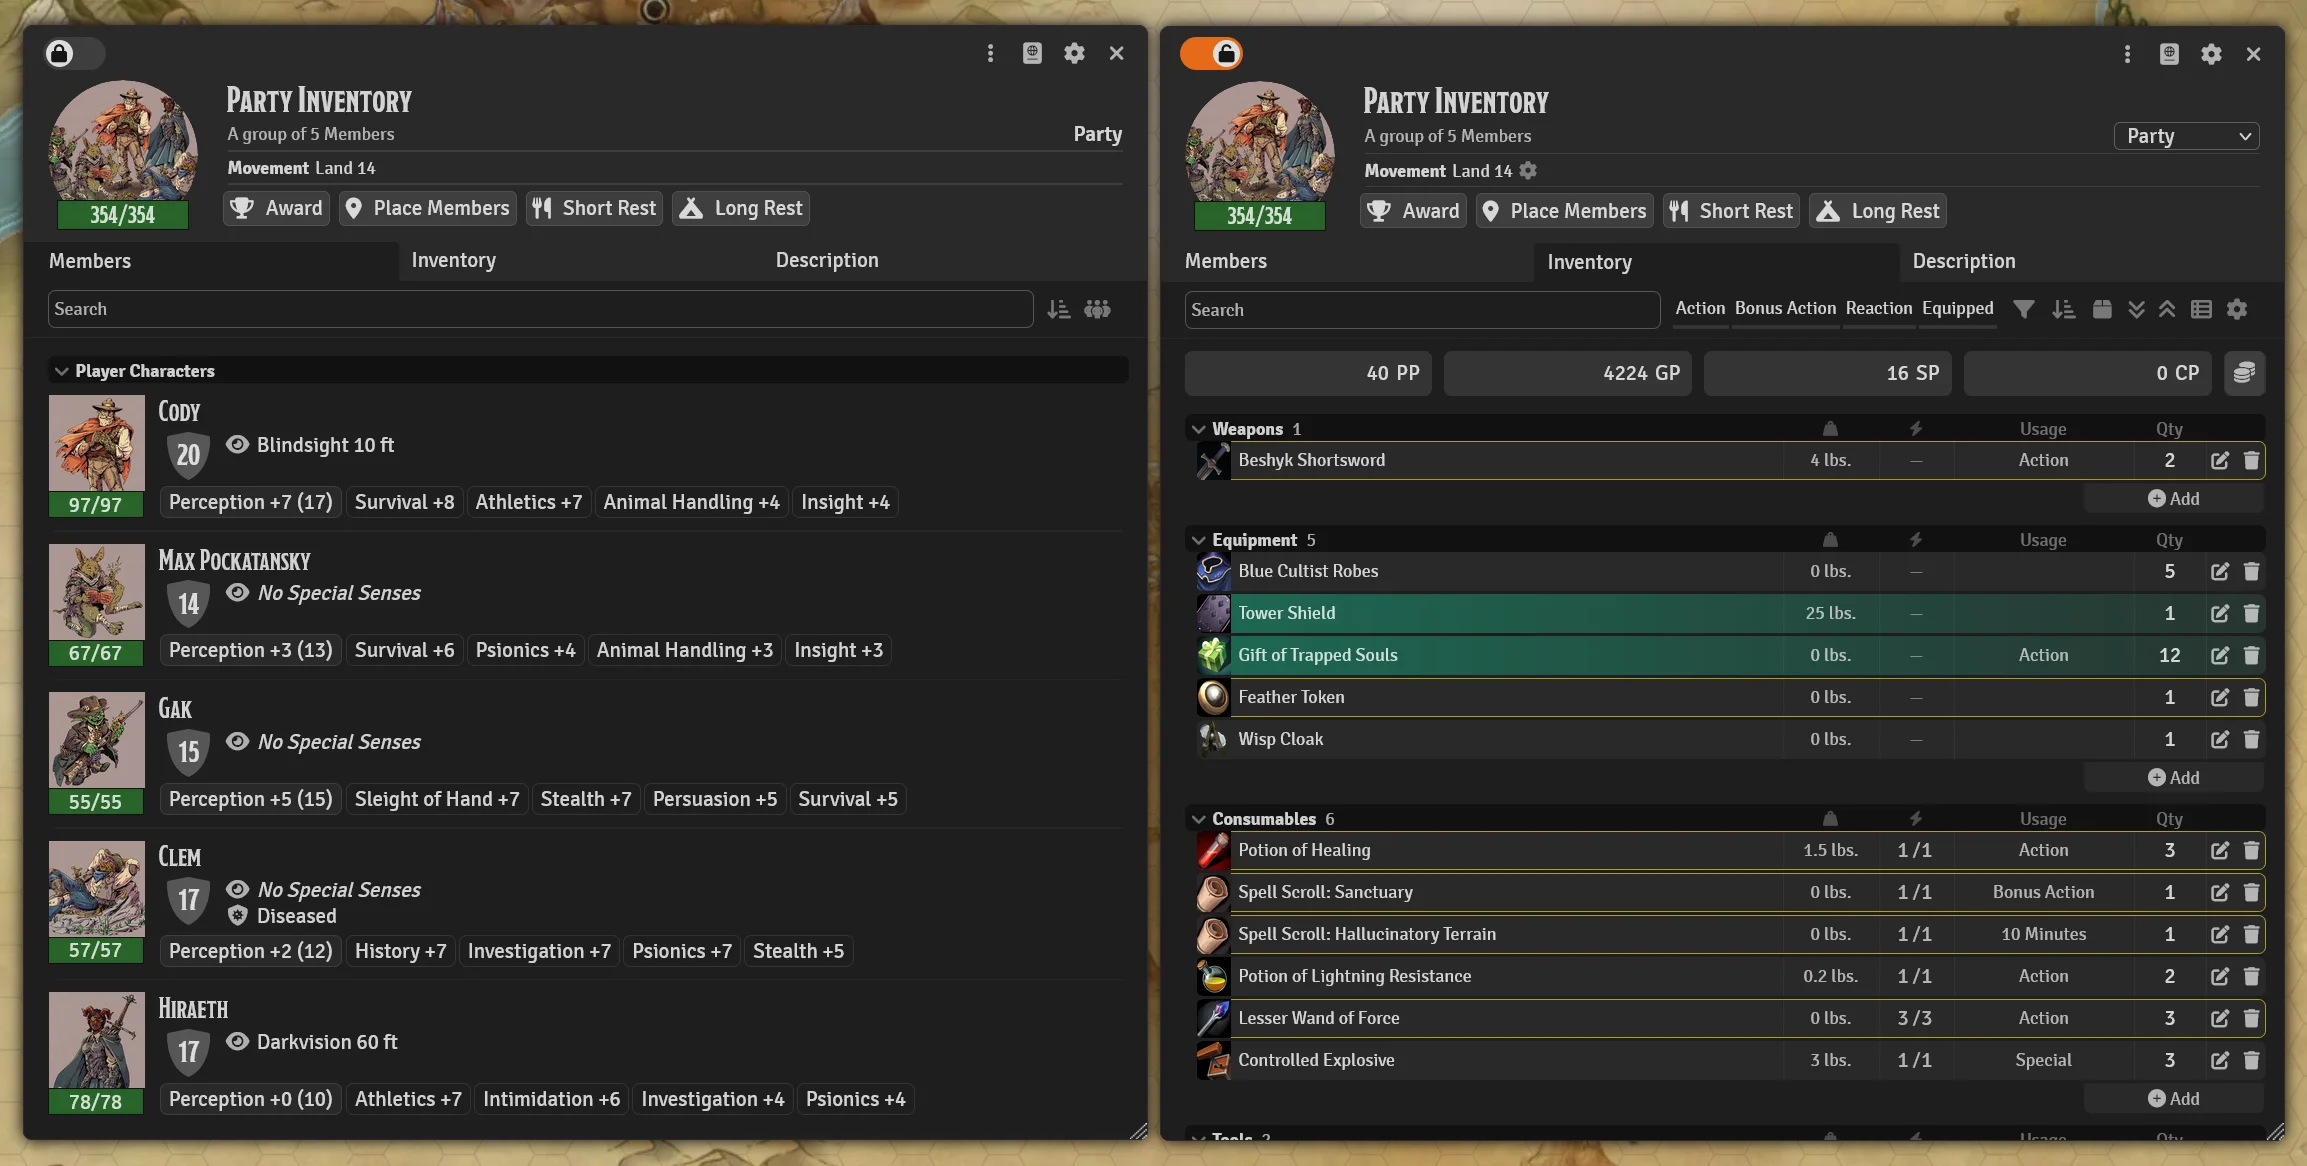 Party Inventory
A group of 5 Members
Party
Movement Land 14
354/354
Award
Place Members
Short Rest
Long Rest
Members
Inventory
Description
Search
Player Characters
Cody
20
Blindsight 10 ft
97/97
Perception +7 (17) Survival +8 Athletics +7 Animal Handling +4 Insight +4
Max Pockatansky
14
No Special Senses
67/67
Perception +3 (13) Survival +6 Psionics +4 Animal Handling +3 Insight +3
Gak
15
No Special Senses
55/55
Perception +5 (15) Sleight of Hand +7 Stealth +7 Persuasion +5 Survival +5
Clem
17
No Special Senses
Diseased
57/57
Perception +2 (12) History +7 Investigation +7 Psionics +7 Stealth +5
Hiraeth
17
Darkvision 60 ft
78/78
Perception +0 (10) Athletics +7 Intimidation +6 Investigation +4 Psionics +4
Party Inventory
A group of 5 Members
Party
Movement Land 14
354/354
Award
Place Members
Short Rest
Long Rest
Members
Inventory
Description
Search
Action Bonus Action Reaction Equipped
40 PP
4224 GP
16 SP
0 CP
Weapons 1 Usage Qty
Beshyk Shortsword 4 lbs. — Action 2
Add
Equipment 5 Usage Qty
Blue Cultist Robes 0 lbs. — 5
Tower Shield 25 lbs. — 1
Gift of Trapped Souls 0 lbs. — Action 12
Feather Token 0 lbs. — 1
Wisp Cloak 0 lbs. — 1
Add
Consumables 6 Usage Qty
Potion of Healing 1.5 lbs. 1 /1 Action 3
Spell Scroll: Sanctuary 0 lbs. 1 /1 Bonus Action 1
Spell Scroll: Hallucinatory Terrain 0 lbs. 1 /1 10 Minutes 1
Potion of Lightning Resistance 0.2 lbs. 1 /1 Action 2
Lesser Wand of Force 0 lbs. 3 /3 Action 3
Controlled Explosive 3 lbs. 1 /1 Special 3
Add
Tools 2 Usage Qty